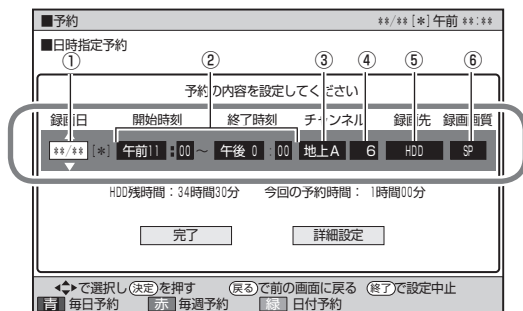 ■予約 **/**[*]午前 **:**
■日時指定予約
① ② ③ ④ ⑤ ⑥
予約の内容を設定してください
録画日 開始時刻 終了時刻 チャンネル 録画先 録画画質
**/** [*] 午前11:00 ～ 午後 0:00 地上A 6 HDD SP
HDD残時間：34時間30分 今回の予約時間： 1時間00分
完了 詳細設定
で選択し決定を押す 戻るで前の画面に戻る 終了で設定中止
青 毎日予約 赤 毎週予約 緑 日付予約